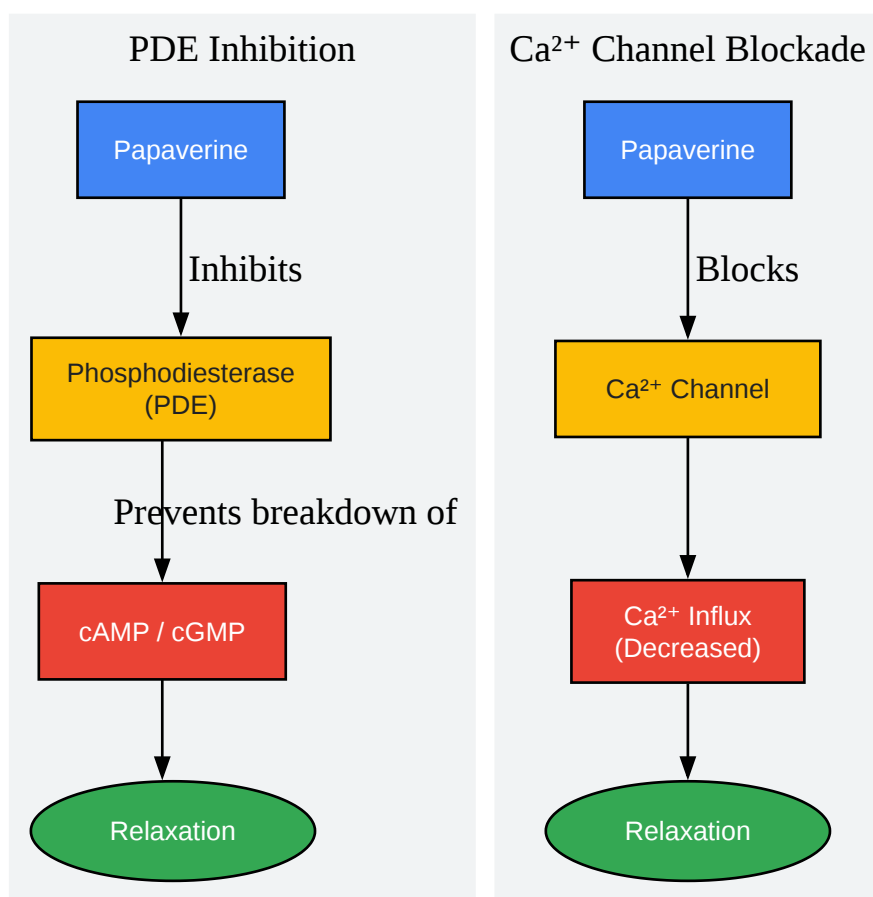 PDE Inhibition
Papaverine
Inhibits
Phosphodiesterase
(PDE)
Prevents breakdown of
cAMP / cGMP
Relaxation
Ca²⁺ Channel Blockade
Papaverine
Blocks
Ca²⁺ Channel
Ca²⁺ Influx
(Decreased)
Relaxation